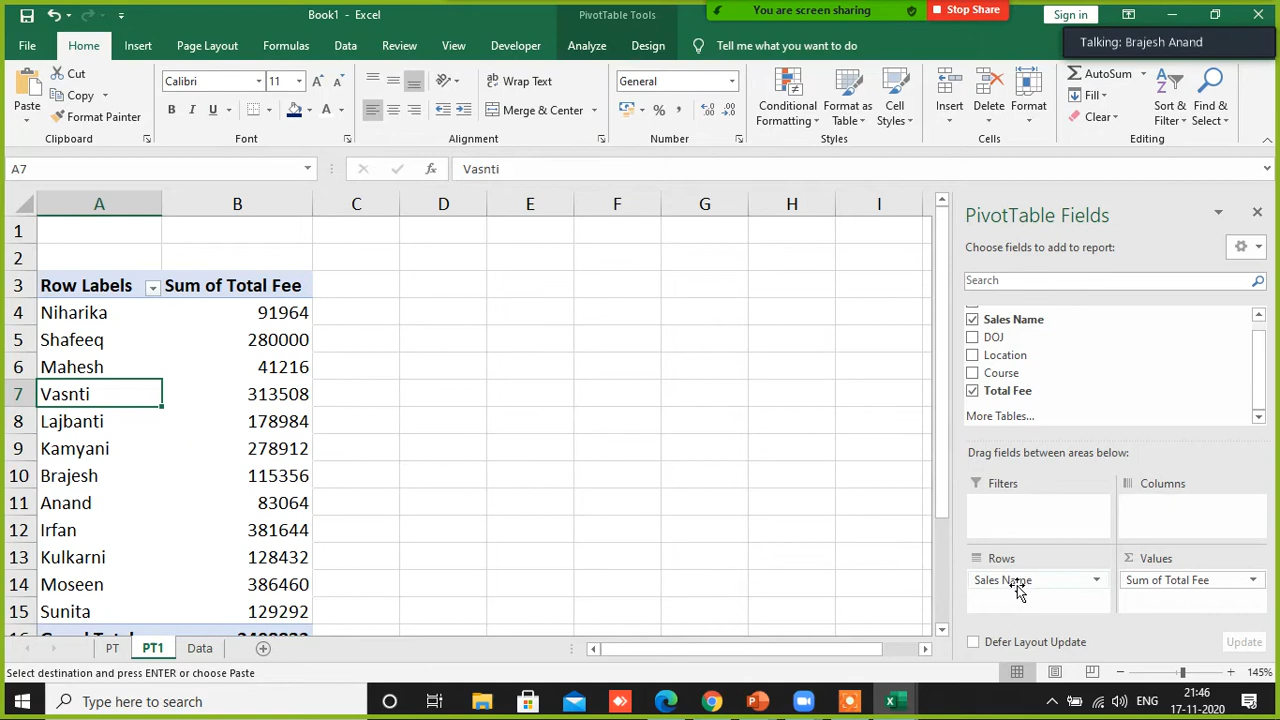 Book1 - Excel
PivotTable Tools
You are screen sharing
Stop Share
Sign in
Talking: Brajesh Anand
File
Home
Insert
Page Layout
Formulas
Data
Review
View
Developer
Analyze
Design
Tell me what you want to do
Paste
Cut
Copy
Format Painter
Clipboard
Calibri
11
B I U
Font
Wrap Text
Merge & Center
Alignment
General
Number
Conditional Formatting
Format as Table
Cell Styles
Styles
Insert
Delete
Format
Cells
AutoSum
Fill
Clear
Sort & Filter
Find & Select
Editing
A7
fx
Vasnti
A B C D E F G H I
1
2
3 Row Labels Sum of Total Fee
4 Niharika 91964
5 Shafeeq 280000
6 Mahesh 41216
7 Vasnti 313508
8 Lajbanti 178984
9 Kamyani 278912
10 Brajesh 115356
11 Anand 83064
12 Irfan 381644
13 Kulkarni 128432
14 Moseen 386460
15 Sunita 129292
PivotTable Fields
Choose fields to add to report:
Search
Sales Name
DOJ
Location
Course
Total Fee
More Tables...
Drag fields between areas below:
Filters
Columns
Rows
Σ Values
Sales Name
Sum of Total Fee
Defer Layout Update
Update
PT
PT1
Data
Select destination and press ENTER or choose Paste
145%
Type here to search
ENG
21:46
17-11-2020